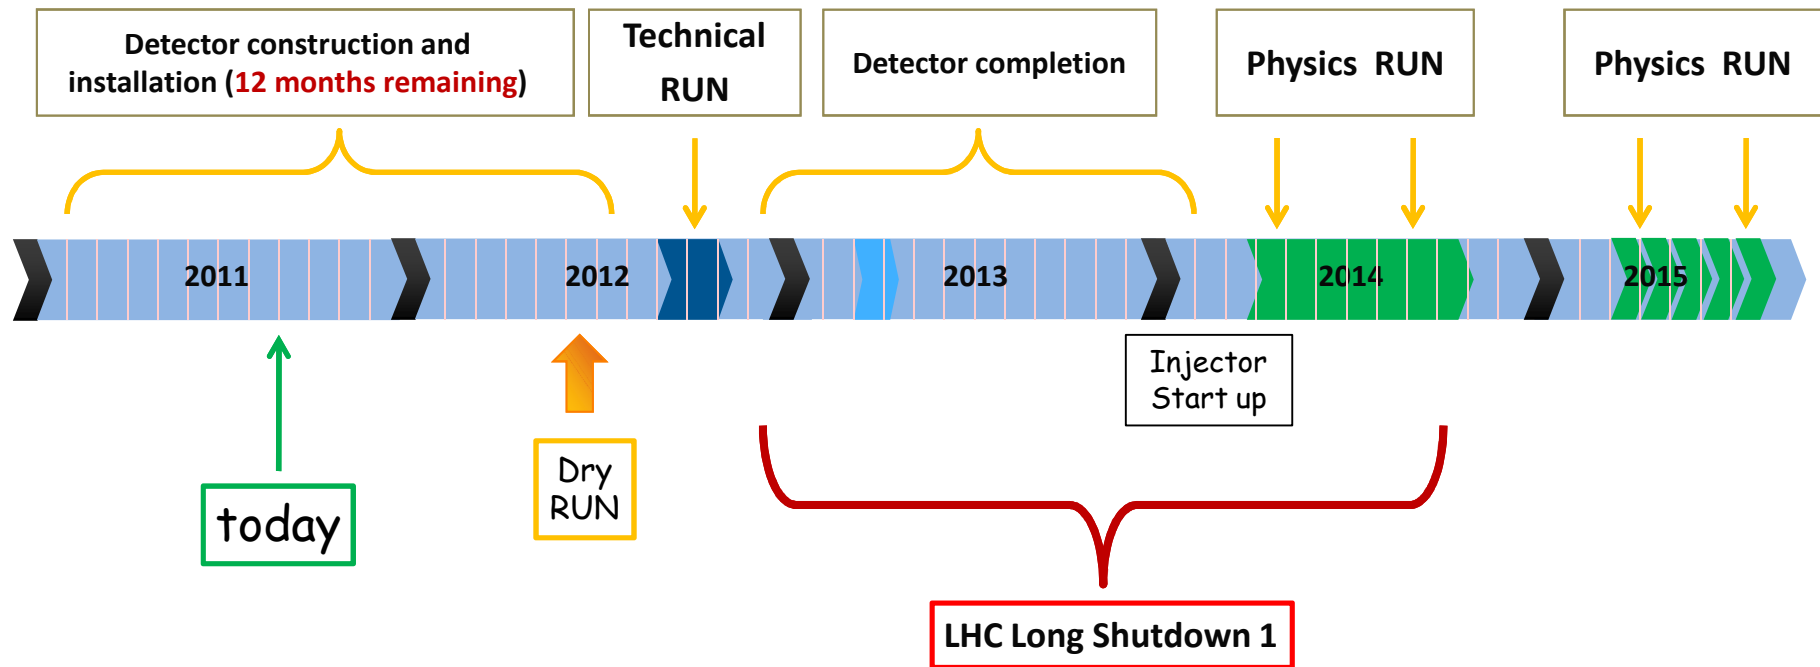 Detector construction and
installation (12 months remaining)
Technical
RUN
Detector completion
Physics RUN
Physics RUN
2011
2012
2013
2014
2015
today
Dry
RUN
Injector
Start up
LHC Long Shutdown 1